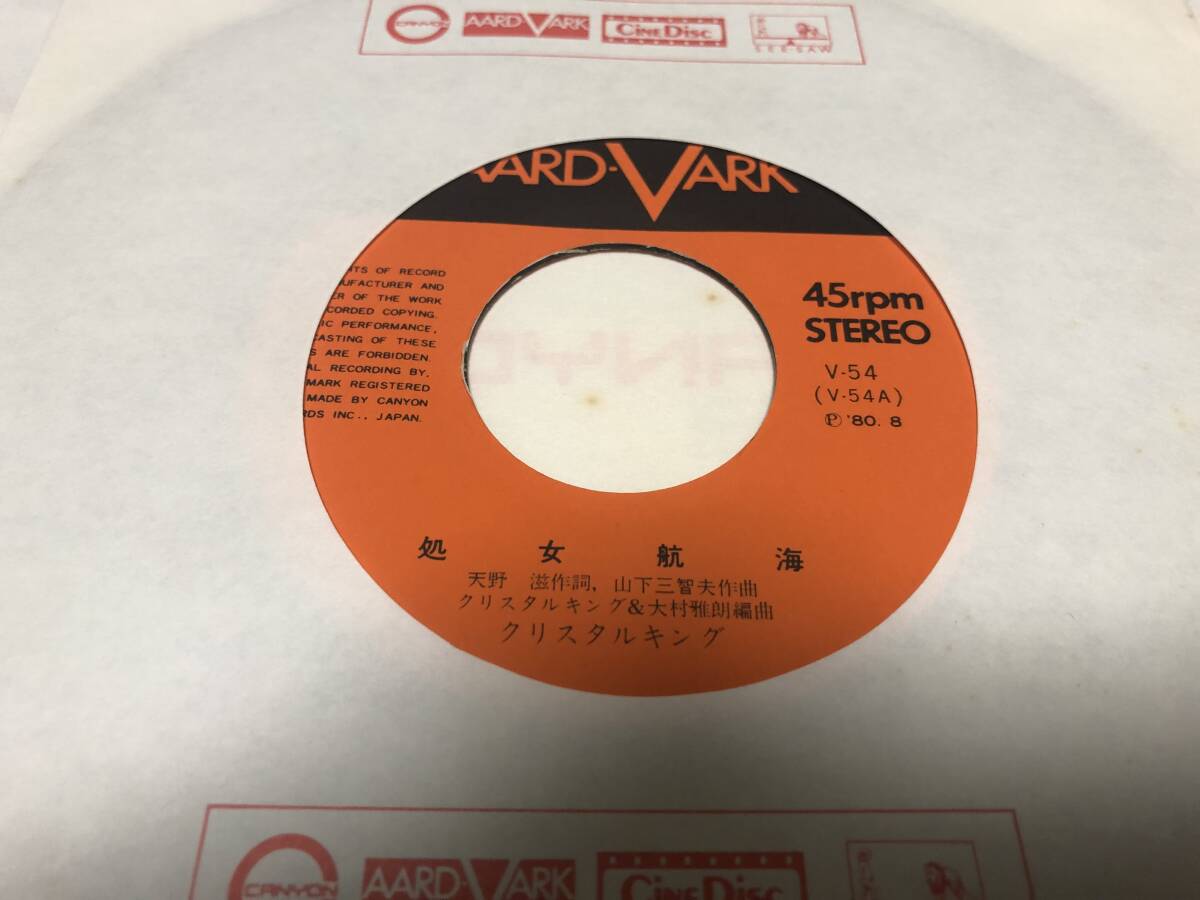 CANYON AARD-VARK CINEDISC SEE·SAW
AARD-VARK
ITS OF RECORD
UFACTURER AND
ER OF THE WORK
CORDED COPYING.
IC PERFORMANCE,
CASTING OF THESE
S ARE FORBIDDEN.
AL RECORDING BY.
MARK REGISTERED
MADE BY CANYON
RDS INC.., JAPAN.
45rpm
STEREO
V-54
(V-54A)
Ⓟ '80. 8
処女航海
天野 滋作詞, 山下三智夫作曲
クリスタルキング&大村雅朗編曲
クリスタルキング
CANYON AARD-VARK CINEDISC